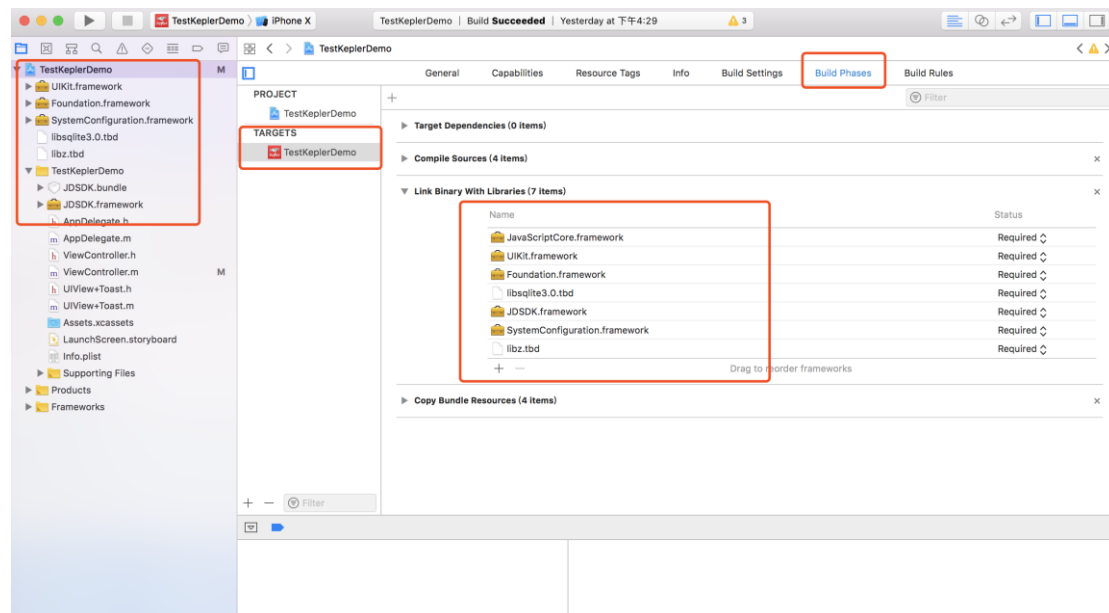 TestKeplerDemo iPhone X TestKeplerDemo | Build Succeeded | Yesterday at 下午4:29 3
TestKeplerDemo
TestKeplerDemo M
UIKit.framework
Foundation.framework
SystemConfiguration.framework
libsqlite3.0.tbd
libz.tbd
TestKeplerDemo
JDSDK.bundle
JDSDK.framework
h AppDelegate.h
m AppDelegate.m
h ViewController.h
m ViewController.m M
h UIView+Toast.h
m UIView+Toast.m
Assets.xcassets
LaunchScreen.storyboard
Info.plist
Supporting Files
Products
Frameworks
PROJECT
TestKeplerDemo
TARGETS
TestKeplerDemo
Filter
General Capabilities Resource Tags Info Build Settings Build Phases Build Rules
Filter
Target Dependencies (0 items)
Compile Sources (4 items)
Link Binary With Libraries (7 items)
Name Status
JavaScriptCore.framework Required
UIKit.framework Required
Foundation.framework Required
libsqlite3.0.tbd Required
JDSDK.framework Required
SystemConfiguration.framework Required
libz.tbd Required
Drag to reorder frameworks
Copy Bundle Resources (4 items)